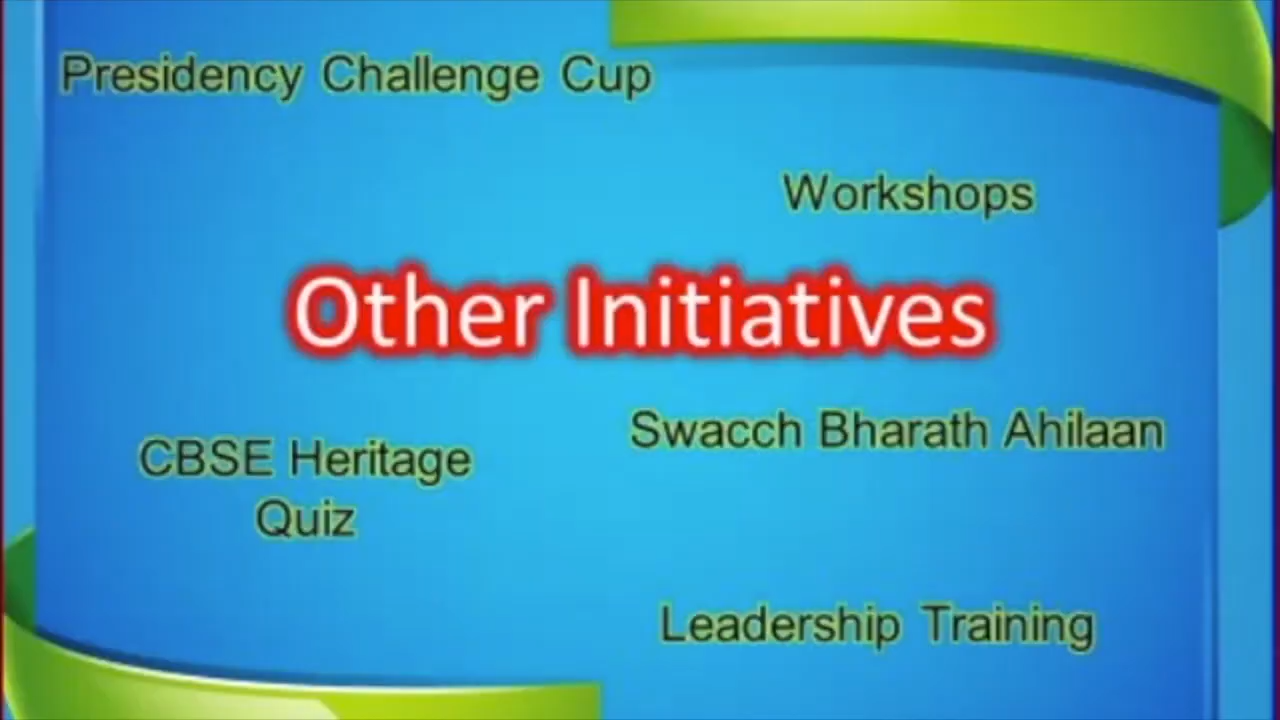 Presidency Challenge Cup
Workshops
Other Initiatives
Swacch Bharath Ahilaan
CBSE Heritage
Quiz
Leadership Training